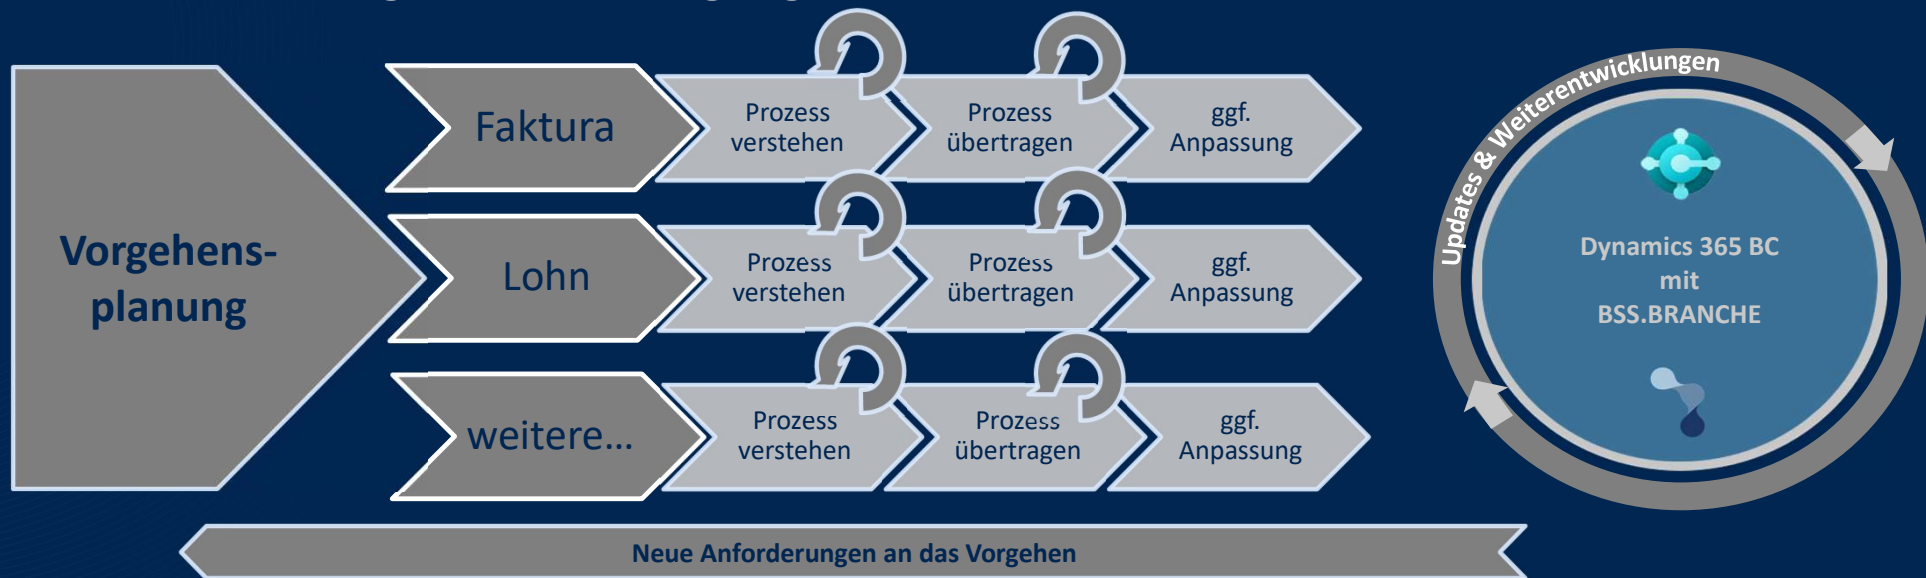 Vorgehens-
planung
Faktura
Prozess
verstehen
Prozess
übertragen
ggf.
Anpassung
Lohn
Prozess
verstehen
Prozess
übertragen
ggf.
Anpassung
weitere...
Prozess
verstehen
Prozess
übertragen
ggf.
Anpassung
Updates & Weiterentwicklungen
Dynamics 365 BC
mit
BSS.BRANCHE
Neue Anforderungen an das Vorgehen